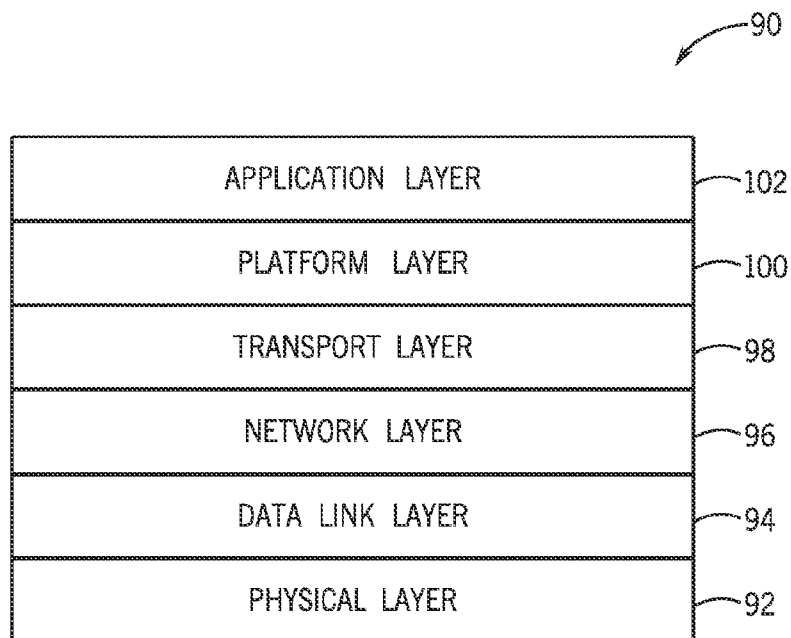 90
APPLICATION LAYER 102
PLATFORM LAYER 100
TRANSPORT LAYER 98
NETWORK LAYER 96
DATA LINK LAYER 94
PHYSICAL LAYER 92